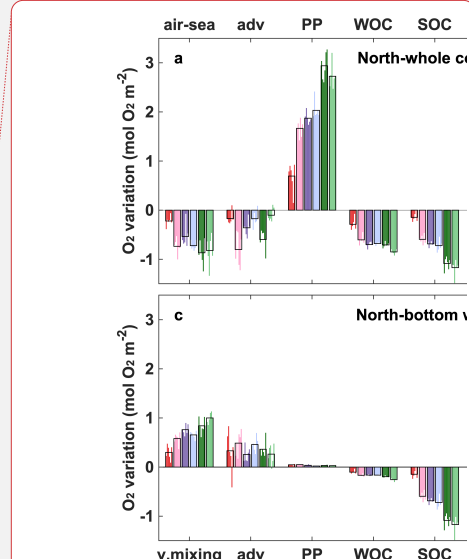 air-sea adv PP WOC SOC
a North-whole
3
2
1
0
-1
O2 variation (mol O2 m-2)
c North-bottom
3
2
1
0
-1
O2 variation (mol O2 m-2)
v.mixing adv PP WOC SOC